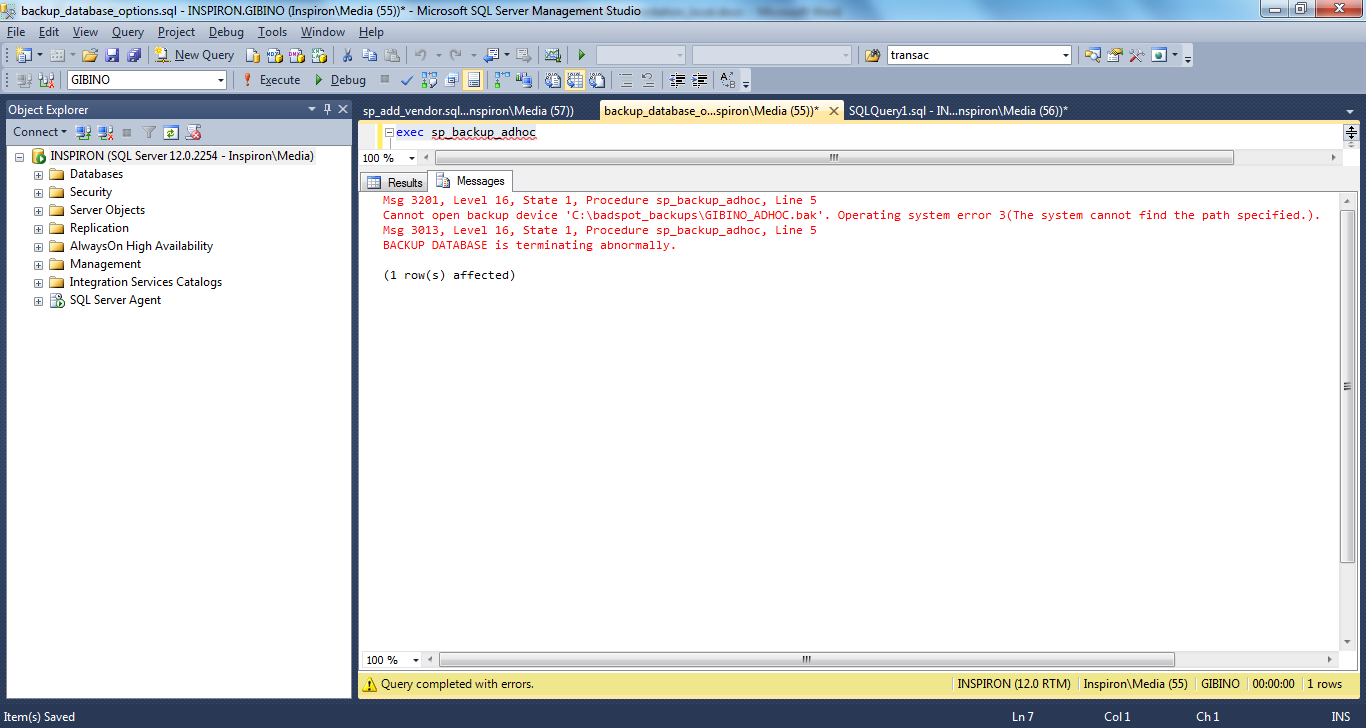 backup_database_options.sql - INSPIRON.GIBINO (Inspiron\Media (55))* - Microsoft SQL Server Management Studio
File Edit View Query Project Debug Tools Window Help
New Query transac
GIBINO Execute Debug
Object Explorer
Connect
INSPIRON (SQL Server 12.0.2254 - Inspiron\Media)
Databases
Security
Server Objects
Replication
AlwaysOn High Availability
Management
Integration Services Catalogs
SQL Server Agent
sp_add_vendor.sql...nspiron\Media (57)) backup_database_o...spiron\Media (55))* SQLQuery1.sql - IN...nspiron\Media (56))*
exec sp_backup_adhoc
100 %
Results Messages
Msg 3201, Level 16, State 1, Procedure sp_backup_adhoc, Line 5
Cannot open backup device 'C:\badspot_backups\GIBINO_ADHOC.bak'. Operating system error 3(The system cannot find the path specified.).
Msg 3013, Level 16, State 1, Procedure sp_backup_adhoc, Line 5
BACKUP DATABASE is terminating abnormally.
(1 row(s) affected)
100 %
Query completed with errors. INSPIRON (12.0 RTM) Inspiron\Media (55) GIBINO 00:00:00 1 rows
Item(s) Saved Ln 7 Col 1 Ch 1 INS